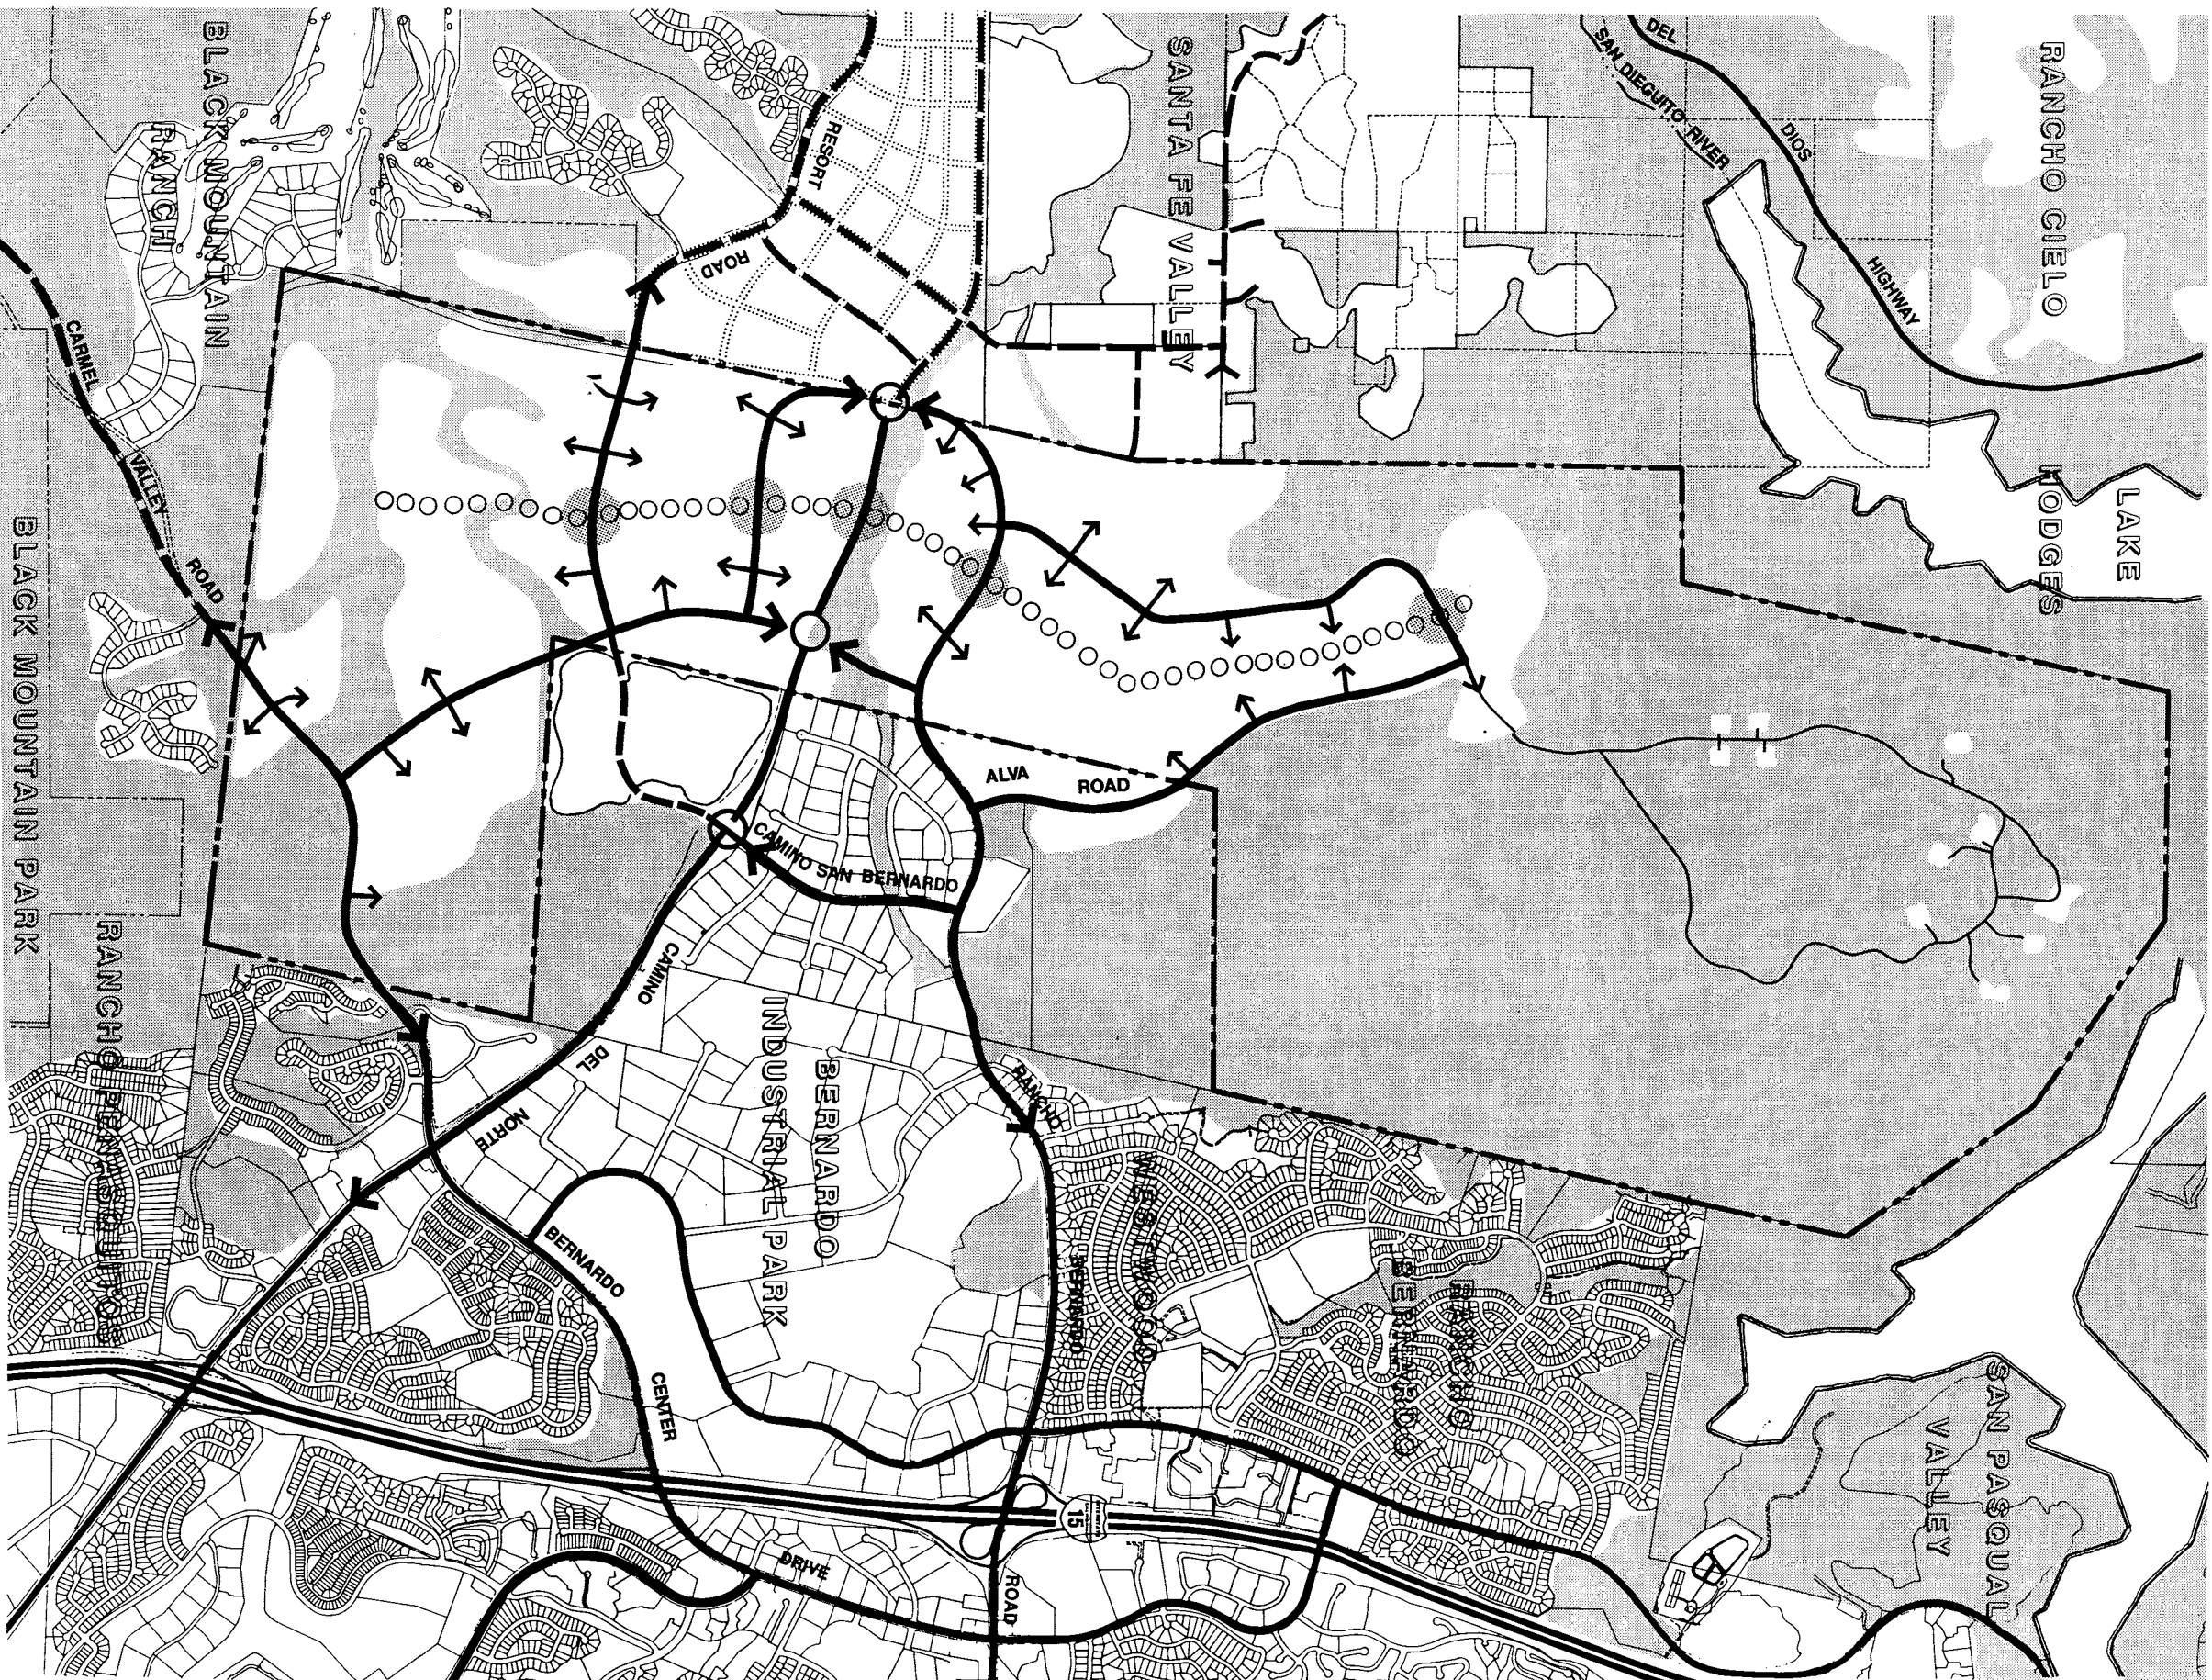 BLACK MOUNTAIN
RANCH
RESORT
ROAD
SANTA FE VALLEY
DEL
DIOS
HIGHWAY
SAN DIEGUITO RIVER
RANCHO CIELO
LAKE
HODGES
CARMEL
VALLEY
ROAD
BLACK MOUNTAIN PARK
ALVA
ROAD
CAMINO SAN BERNARDO
CAMINO
DEL
NORTE
RANCHO PENASQUITOS
BERNARDO
INDUSTRIAL PARK
RANCHO
BERNARDO
ROAD
WESTWOOD
RANCHO
BERNARDO
BERNARDO
CENTER
DRIVE
15
SAN PASQUAL
VALLEY